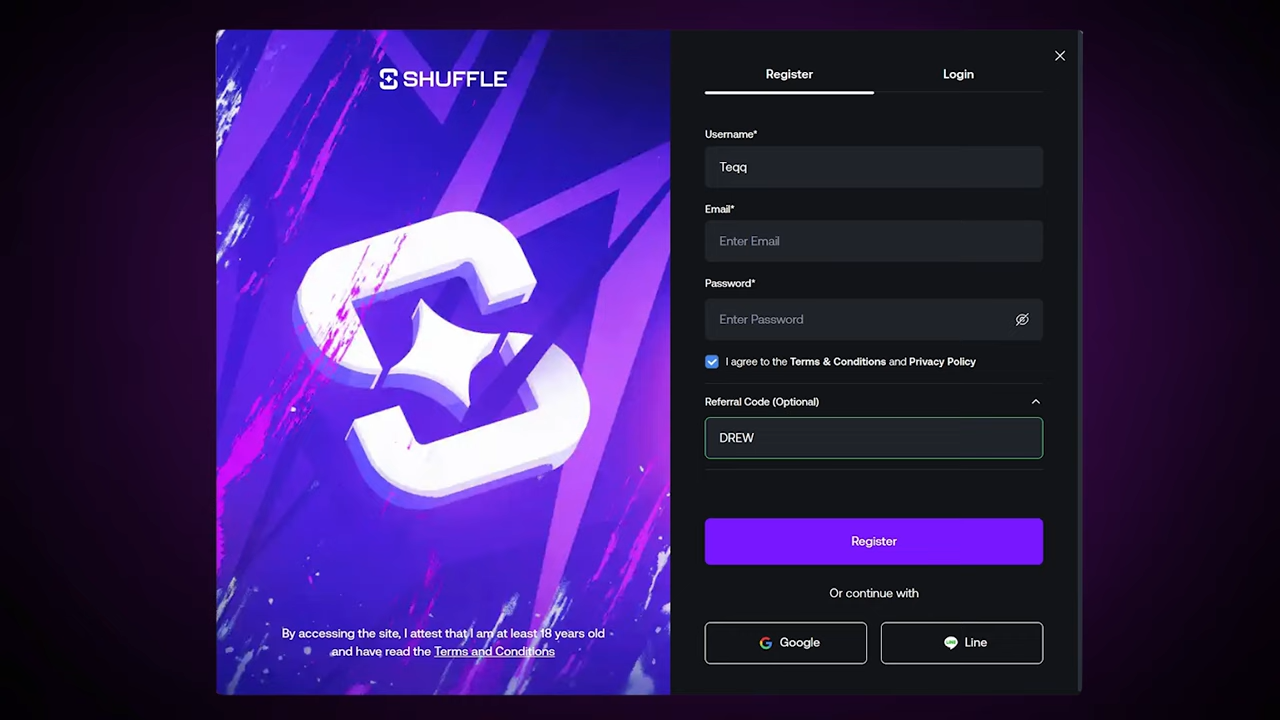 SHUFFLE
By accessing the site, I attest that I am at least 18 years old
and have read the Terms and Conditions
Register
Login
Username*
Teqq
Email*
Enter Email
Password*
Enter Password
I agree to the Terms & Conditions and Privacy Policy
Referral Code (Optional)
DREW
Register
Or continue with
Google
LINE Line